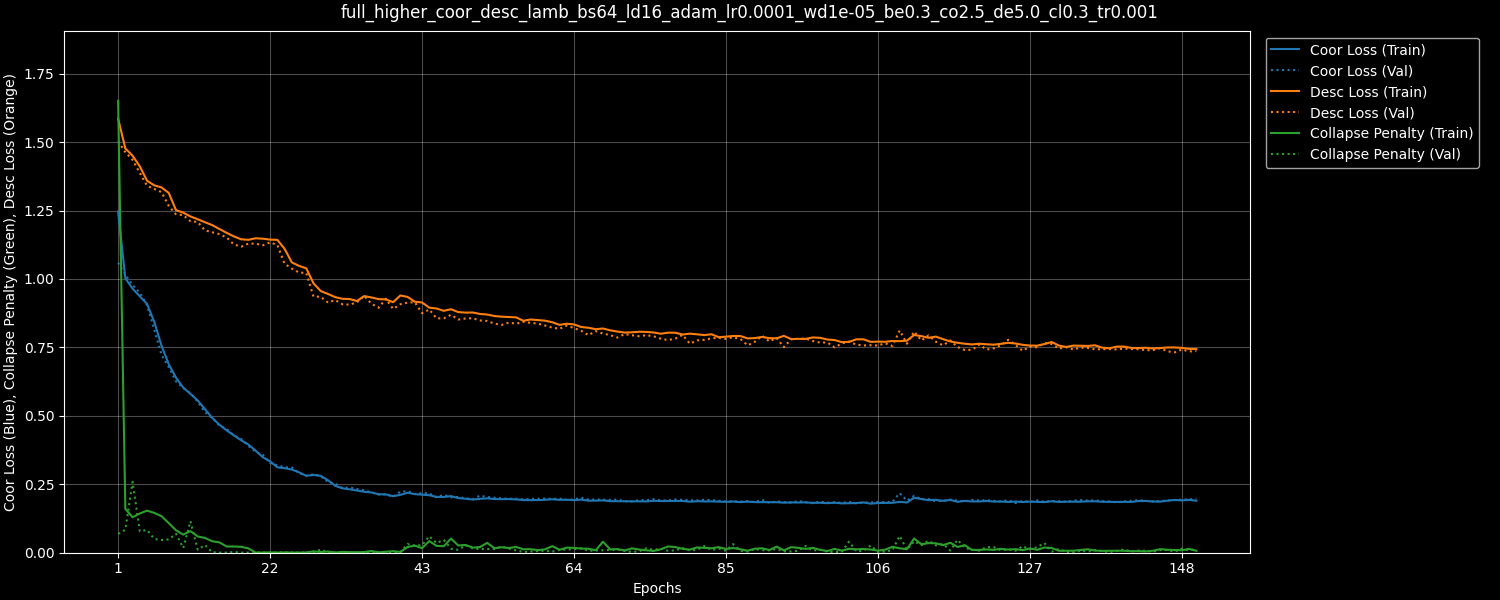 full_higher_coor_desc_lamb_bs64_ld16_adam_lr0.0001_wd1e-05_be0.3_co2.5_de5.0_cl0.3_tr0.001
Coor Loss (Blue), Collapse Penalty (Green), Desc Loss (Orange)
1.75
1.50
1.25
1.00
0.75
0.50
0.25
0.00
1 22 43 64 85 106 127 148
Epochs
Coor Loss (Train)
Coor Loss (Val)
Desc Loss (Train)
Desc Loss (Val)
Collapse Penalty (Train)
Collapse Penalty (Val)